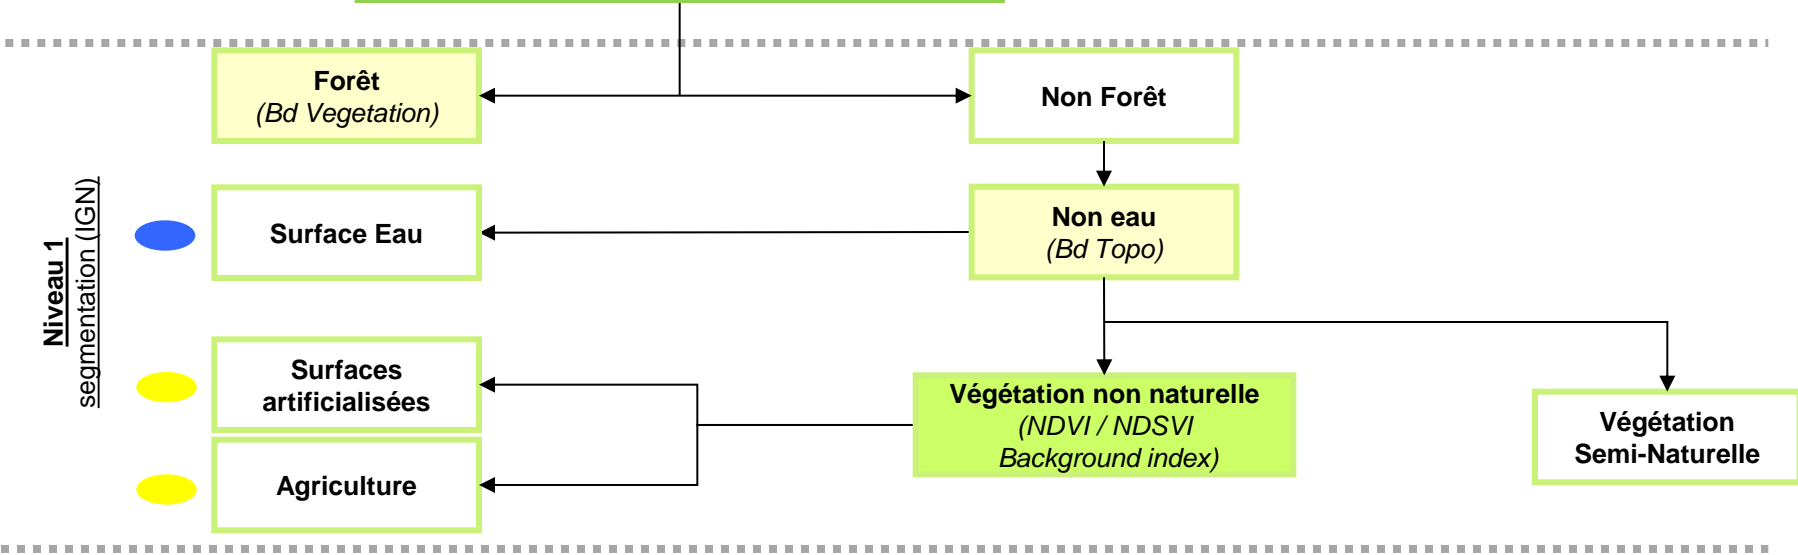 Forêt
(Bd Vegetation)
Non Forêt
Niveau 1
segmentation (IGN)
Surface Eau
Non eau
(Bd Topo)
Surfaces
artificialisées
Végétation non naturelle
(NDVI / NDSVI
Background index)
Végétation
Semi-Naturelle
Agriculture